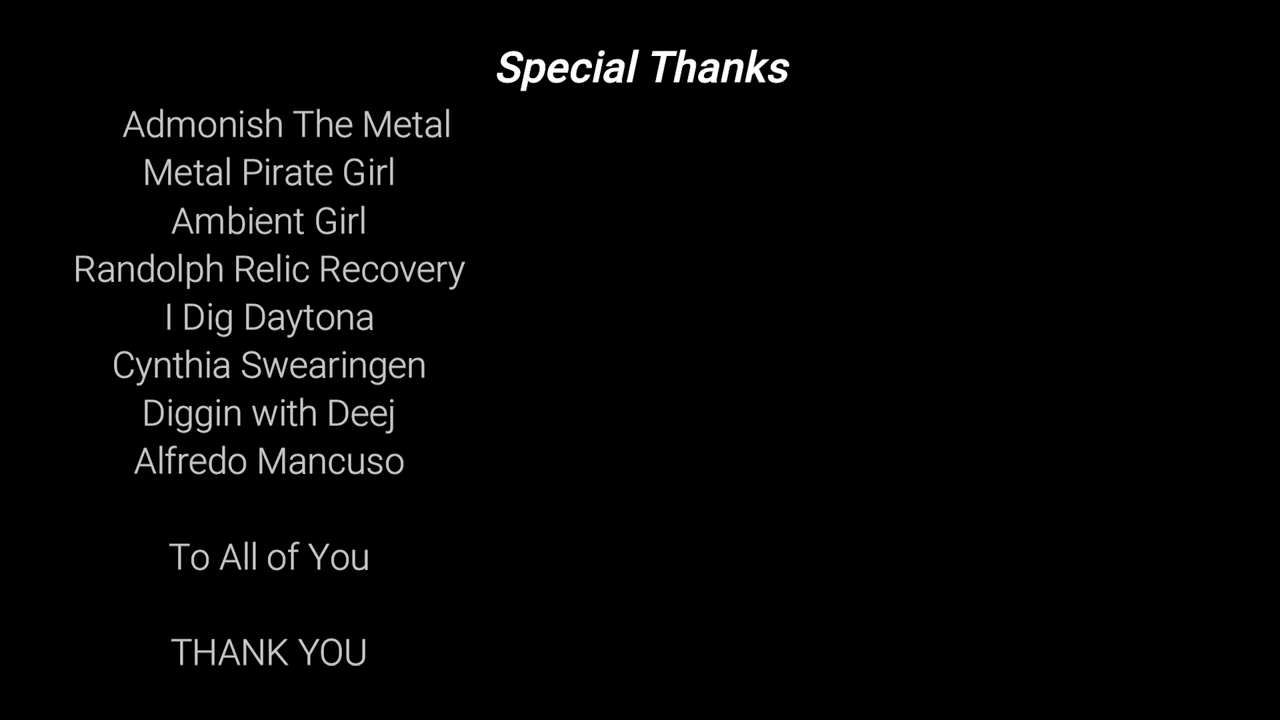 Special Thanks
Admonish The Metal
Metal Pirate Girl
Ambient Girl
Randolph Relic Recovery
I Dig Daytona
Cynthia Swearingen
Diggin with Deej
Alfredo Mancuso
To All of You
THANK YOU